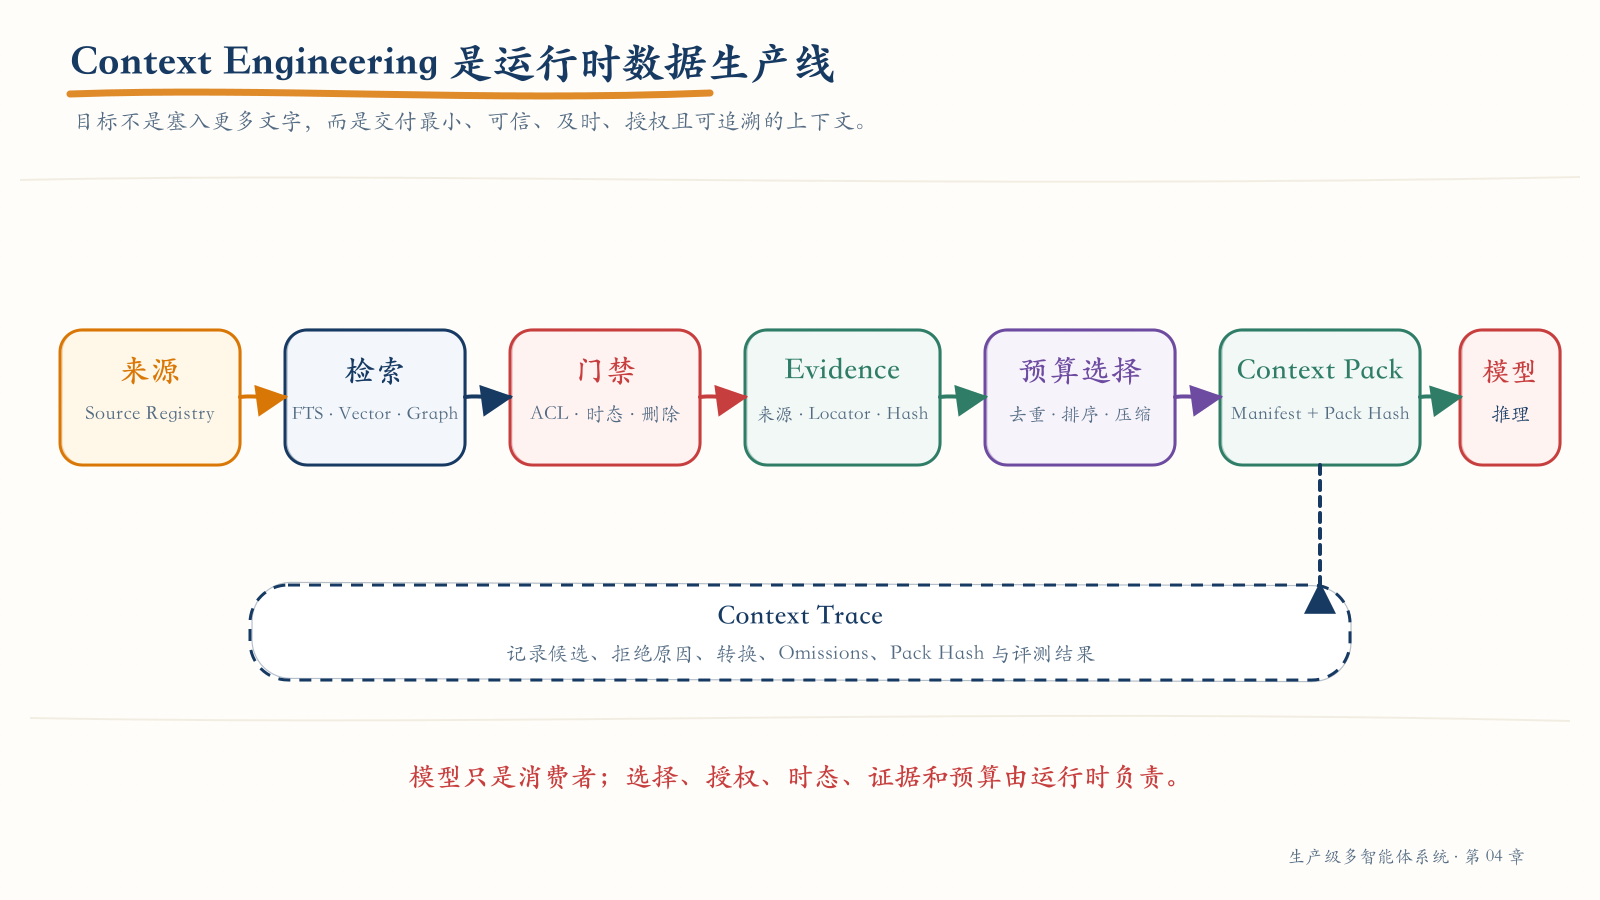 Context Engineering 是运行时数据生产线
目标不是塞入更多文字，而是交付最小、可信、及时、授权且可追溯的上下文。
来源
Source Registry
检索
FTS · Vector · Graph
门禁
ACL · 时态 · 删除
Evidence
来源 · Locator · Hash
预算选择
去重 · 排序 · 压缩
Context Pack
Manifest + Pack Hash
模型
推理
Context Trace
记录候选、拒绝原因、转换、Omissions、Pack Hash 与评测结果
模型只是消费者；选择、授权、时态、证据和预算由运行时负责。
生产级多智能体系统 · 第 04 章